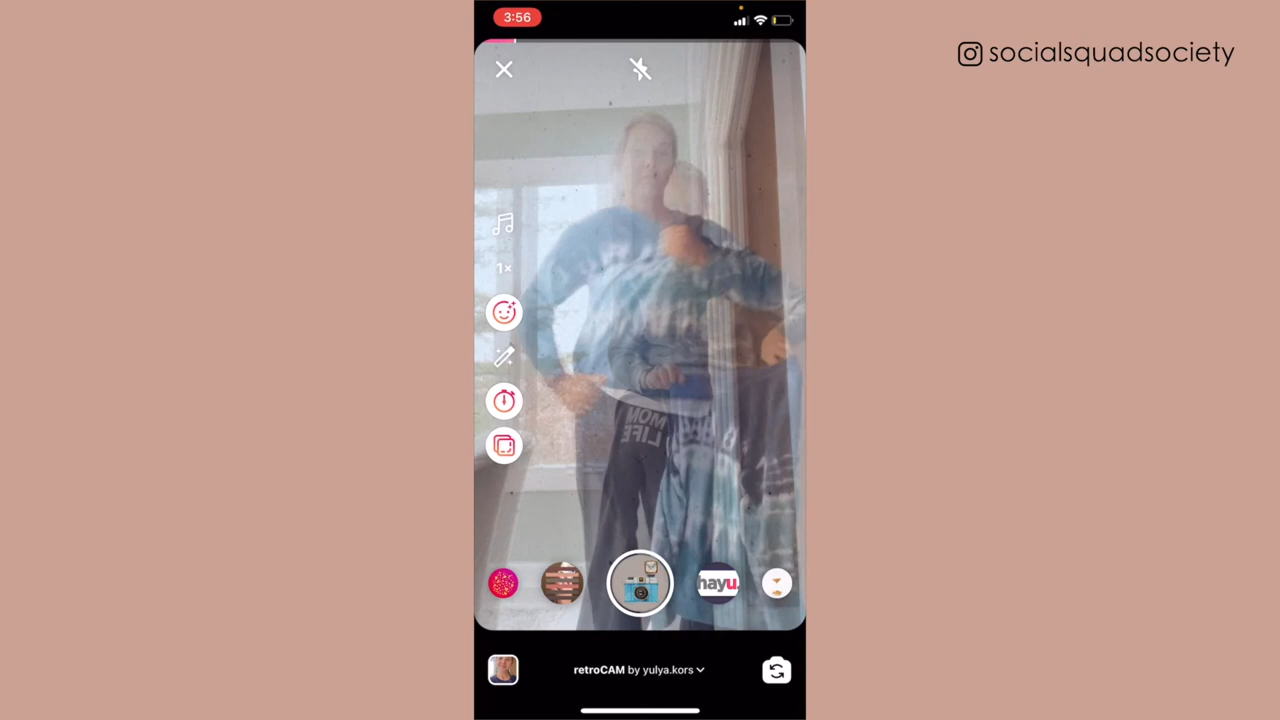 3:56
socialsquadsociety
1×
MOM
LIFE
hayu.
retroCAM by yulya.kors